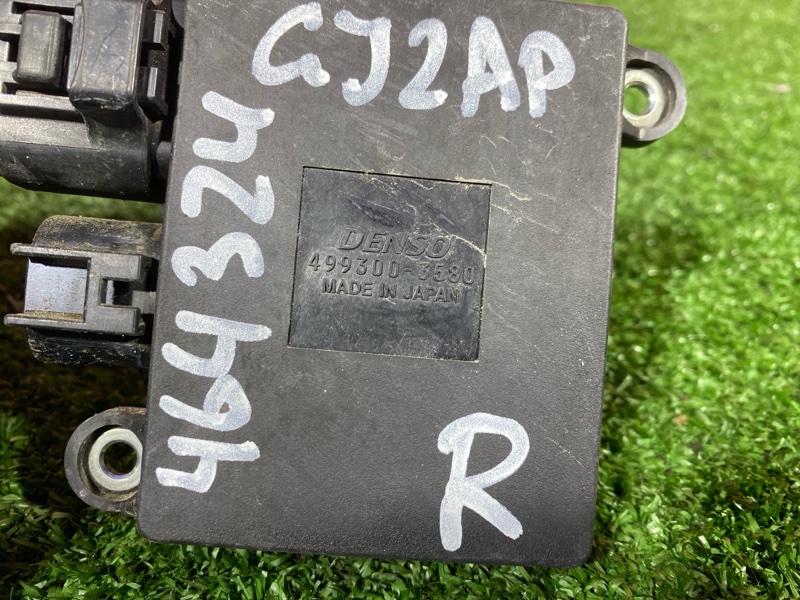 GJ2AP
464324
DENSO
499300-3580
MADE IN JAPAN
R